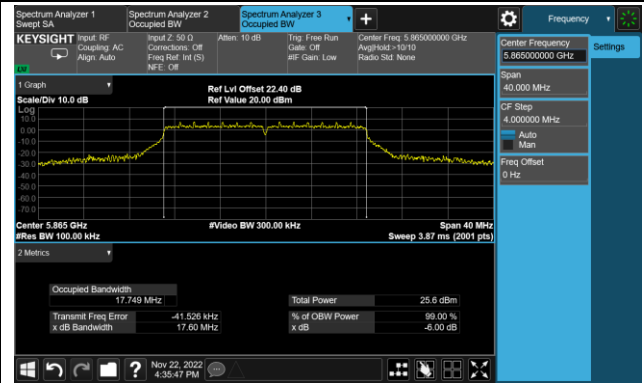 Spectrum Analyzer 1
Swept SA
Spectrum Analyzer 2
Occupied BW
Spectrum Analyzer 3
Occupied BW
Frequency
KEYSIGHT
Input: RF
Coupling: AC
Align: Auto
Input Z: 50 Ω
Corrections: Off
Freq Ref: Int (S)
NFE: Off
Atten: 10 dB
Trig: Free Run
Gate: Off
#IF Gain: Low
Center Freq: 5.865000000 GHz
Avg|Hold:>10/10
Radio Std: None
Center Frequency
5.865000000 GHz
Settings
Span
40.000 MHz
CF Step
4.000000 MHz
Auto
Man
Freq Offset
0 Hz
1 Graph
Scale/Div 10.0 dB
Ref Lvl Offset 22.40 dB
Ref Value 20.00 dBm
Log
10.0
0.00
-10.0
-20.0
-30.0
-40.0
-50.0
-60.0
-70.0
Center 5.865 GHz
#Res BW 100.00 kHz
#Video BW 300.00 kHz
Span 40 MHz
Sweep 3.87 ms (2001 pts)
2 Metrics
Occupied Bandwidth
17.749 MHz
Transmit Freq Error -41.526 kHz
x dB Bandwidth 17.60 MHz
Total Power 25.6 dBm
% of OBW Power 99.00 %
x dB -6.00 dB
Nov 22, 2022
4:35:47 PM